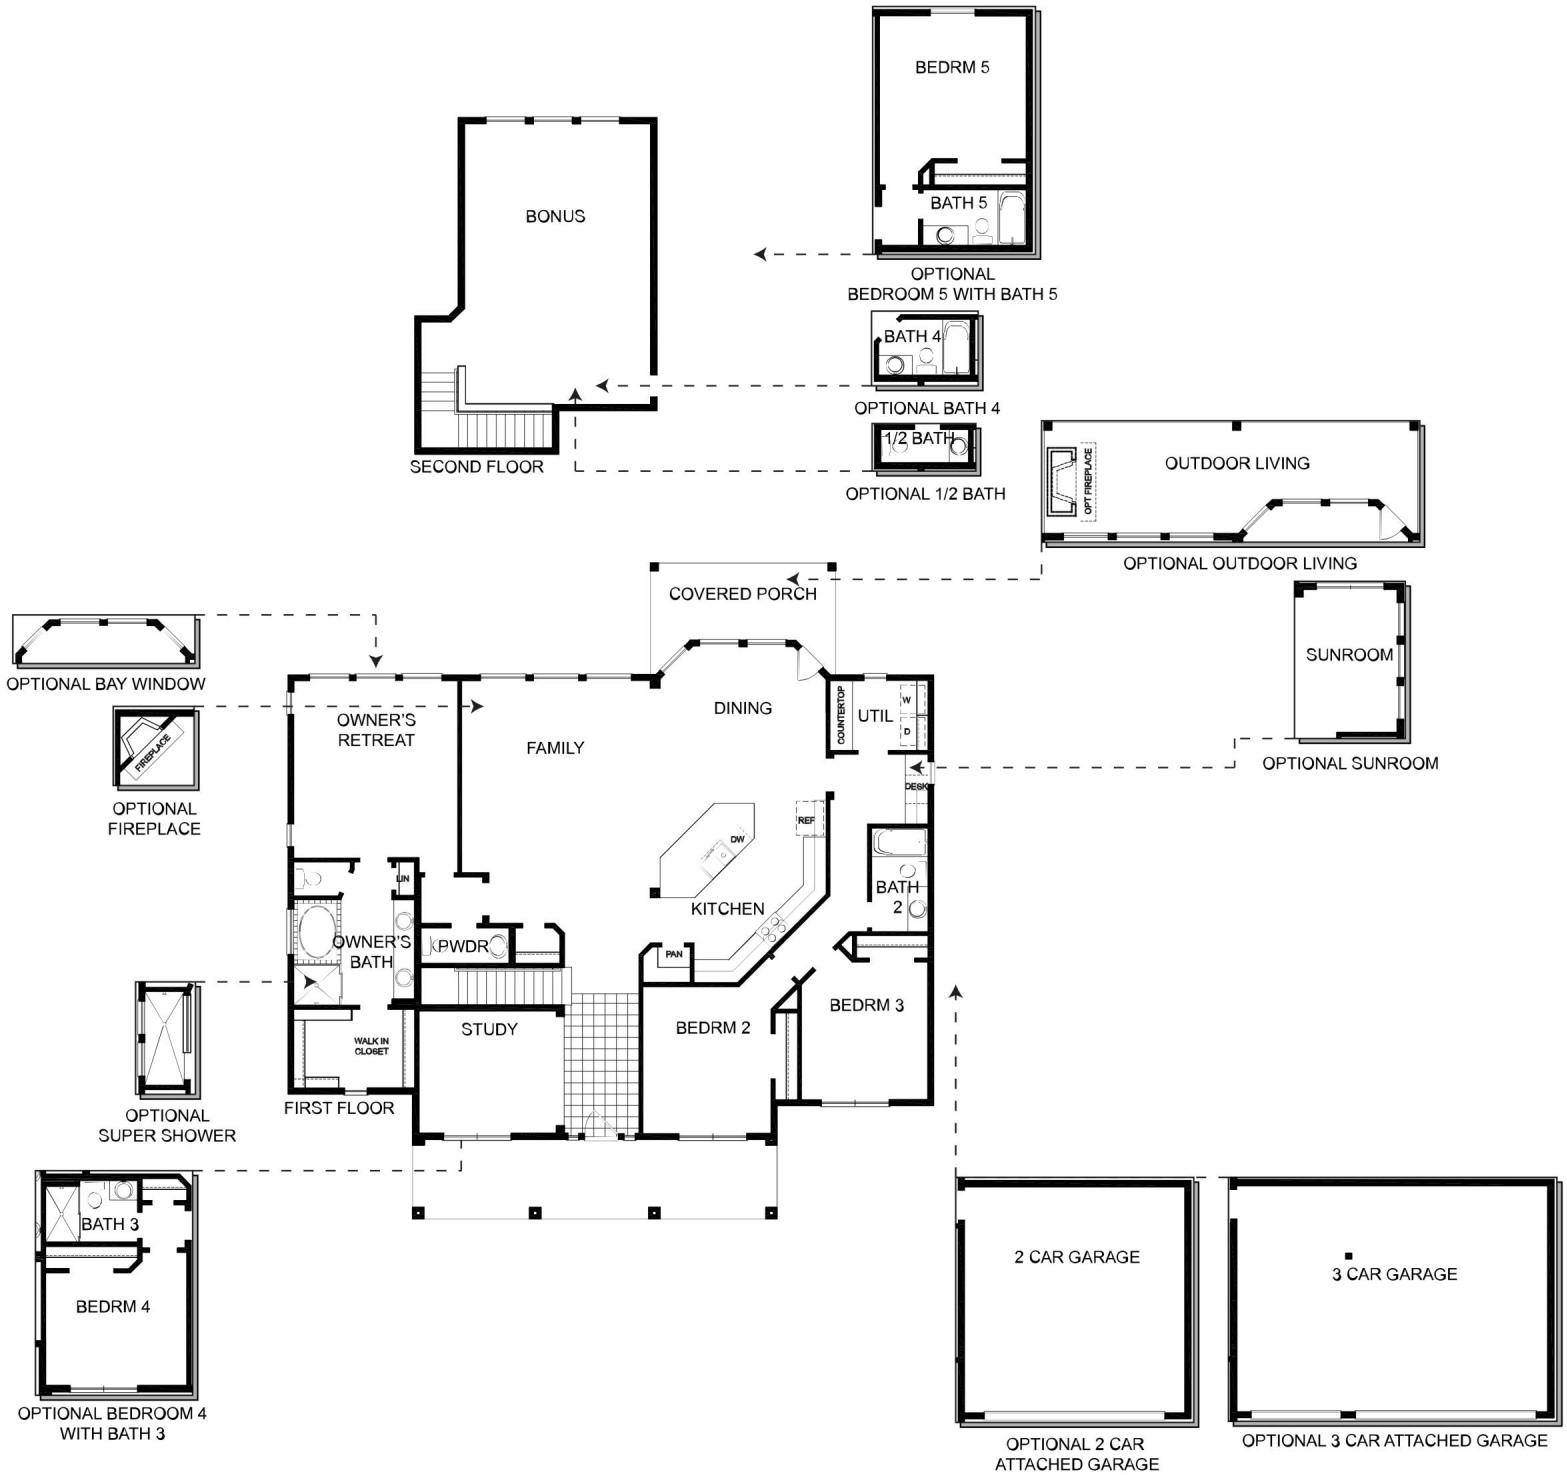 BEDRM 5
BATH 5
OPTIONAL
BEDROOM 5 WITH BATH 5
BONUS
SECOND FLOOR
BATH 4
OPTIONAL BATH 4
1/2 BATH
OPTIONAL 1/2 BATH
OUTDOOR LIVING
OPT FIREPLACE
OPTIONAL OUTDOOR LIVING
COVERED PORCH
SUNROOM
OPTIONAL SUNROOM
OPTIONAL BAY WINDOW
FIREPLACE
OPTIONAL
FIREPLACE
OWNER'S
RETREAT
FAMILY
DINING
COUNTERTOP
UTIL
W
D
DESK
REF
DW
KITCHEN
PAN
BATH
2
LIN
OWNER'S
BATH
PWDR
WALK IN
CLOSET
STUDY
BEDRM 2
BEDRM 3
FIRST FLOOR
OPTIONAL
SUPER SHOWER
BATH 3
BEDRM 4
OPTIONAL BEDROOM 4
WITH BATH 3
2 CAR GARAGE
OPTIONAL 2 CAR
ATTACHED GARAGE
3 CAR GARAGE
OPTIONAL 3 CAR ATTACHED GARAGE